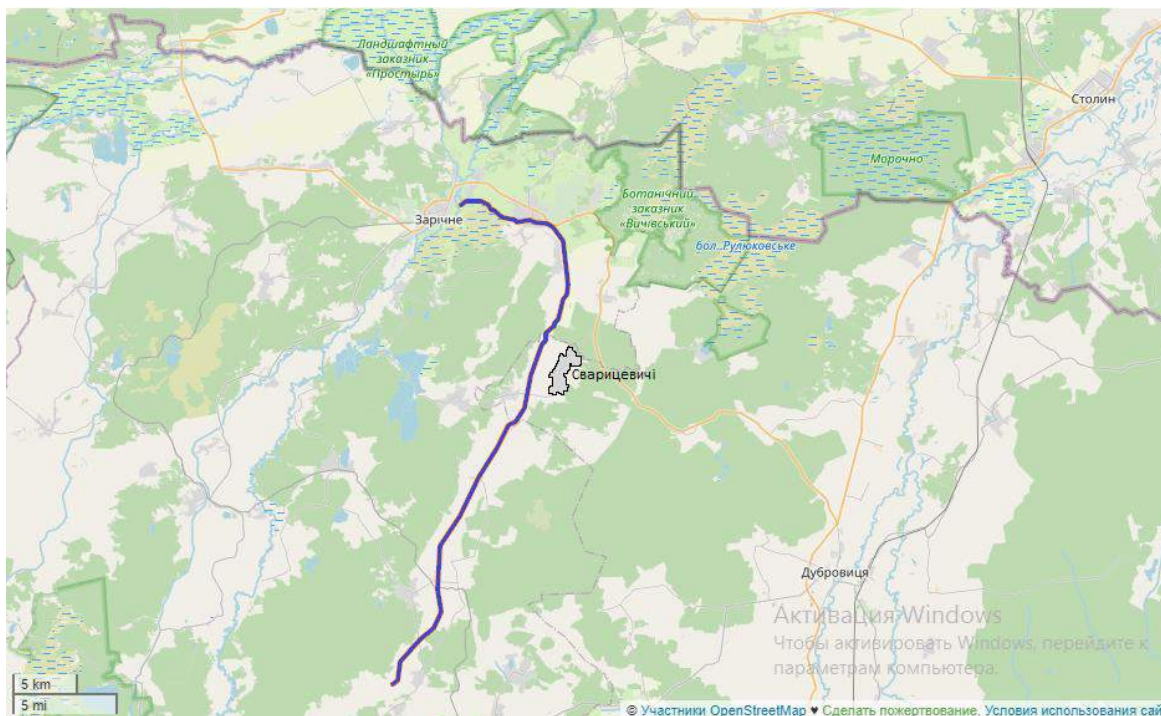 Ландшафтный
заказник
«Простырь»
Столин
Морочно
Ботанічний
заказник
«Вичівський»
Зарічне
бол. Рулюковське
Сварицевичі
Дубровиця
Активация Windows
Чтобы активировать Windows, перейдите к
параметрам компьютера.
5 km
5 mi
© Участники OpenStreetMap ♥ Сделать пожертвование. Условия использования сай